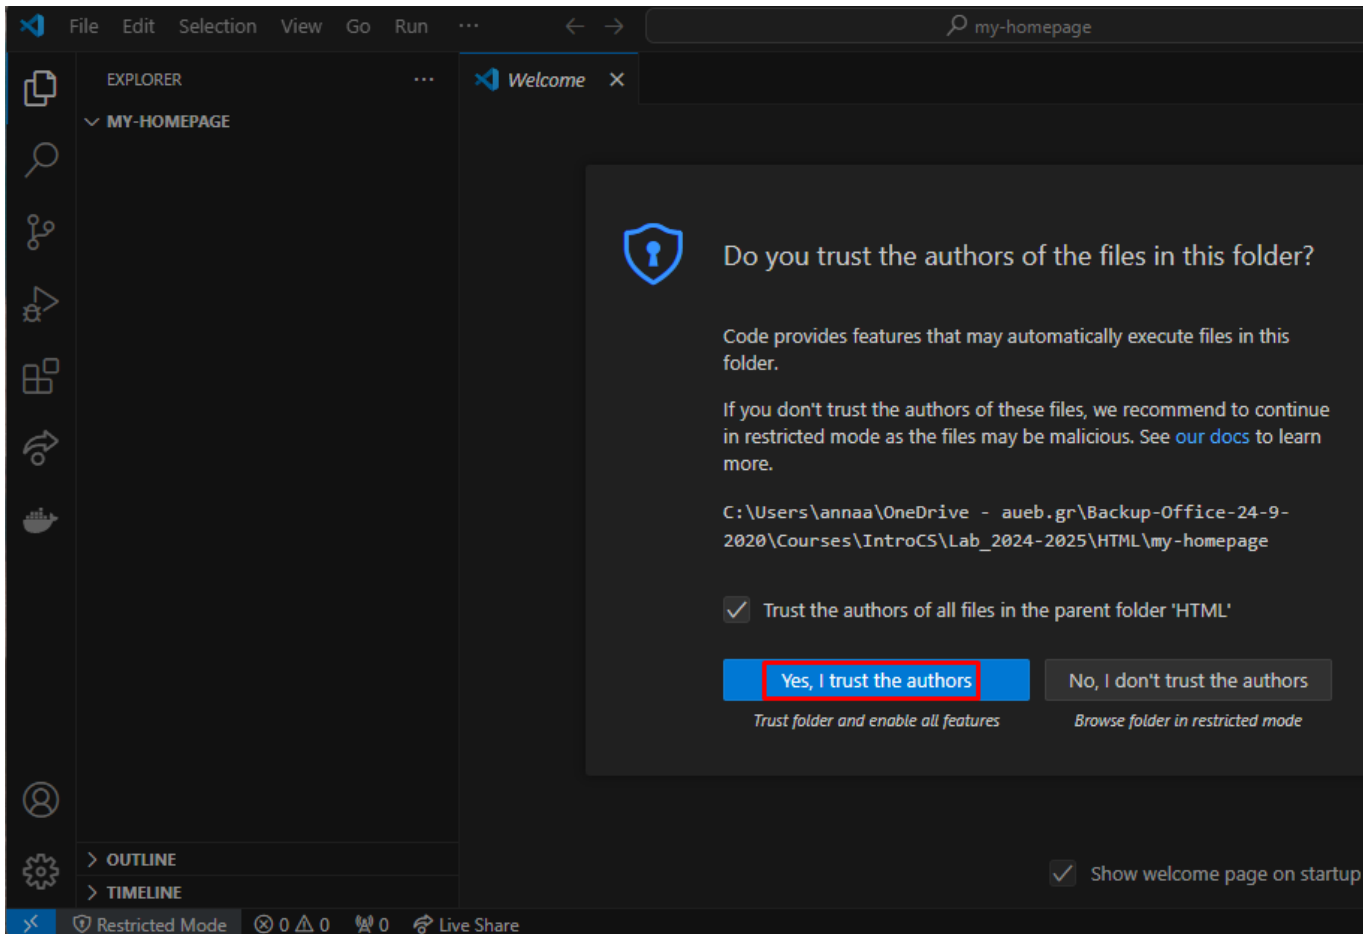 File Edit Selection View Go Run ··· ← → my-homepage
EXPLORER ···
Welcome ×
MY-HOMEPAGE
Do you trust the authors of the files in this folder?
Code provides features that may automatically execute files in this
folder.
If you don't trust the authors of these files, we recommend to continue
in restricted mode as the files may be malicious. See our docs to learn
more.
C:\Users\annaa\OneDrive - aueb.gr\Backup-Office-24-9-
2020\Courses\IntroCS\Lab_2024-2025\HTML\my-homepage
Trust the authors of all files in the parent folder 'HTML'
Yes, I trust the authors
No, I don't trust the authors
Trust folder and enable all features
Browse folder in restricted mode
OUTLINE
Show welcome page on startup
TIMELINE
Restricted Mode 0 0 0 Live Share